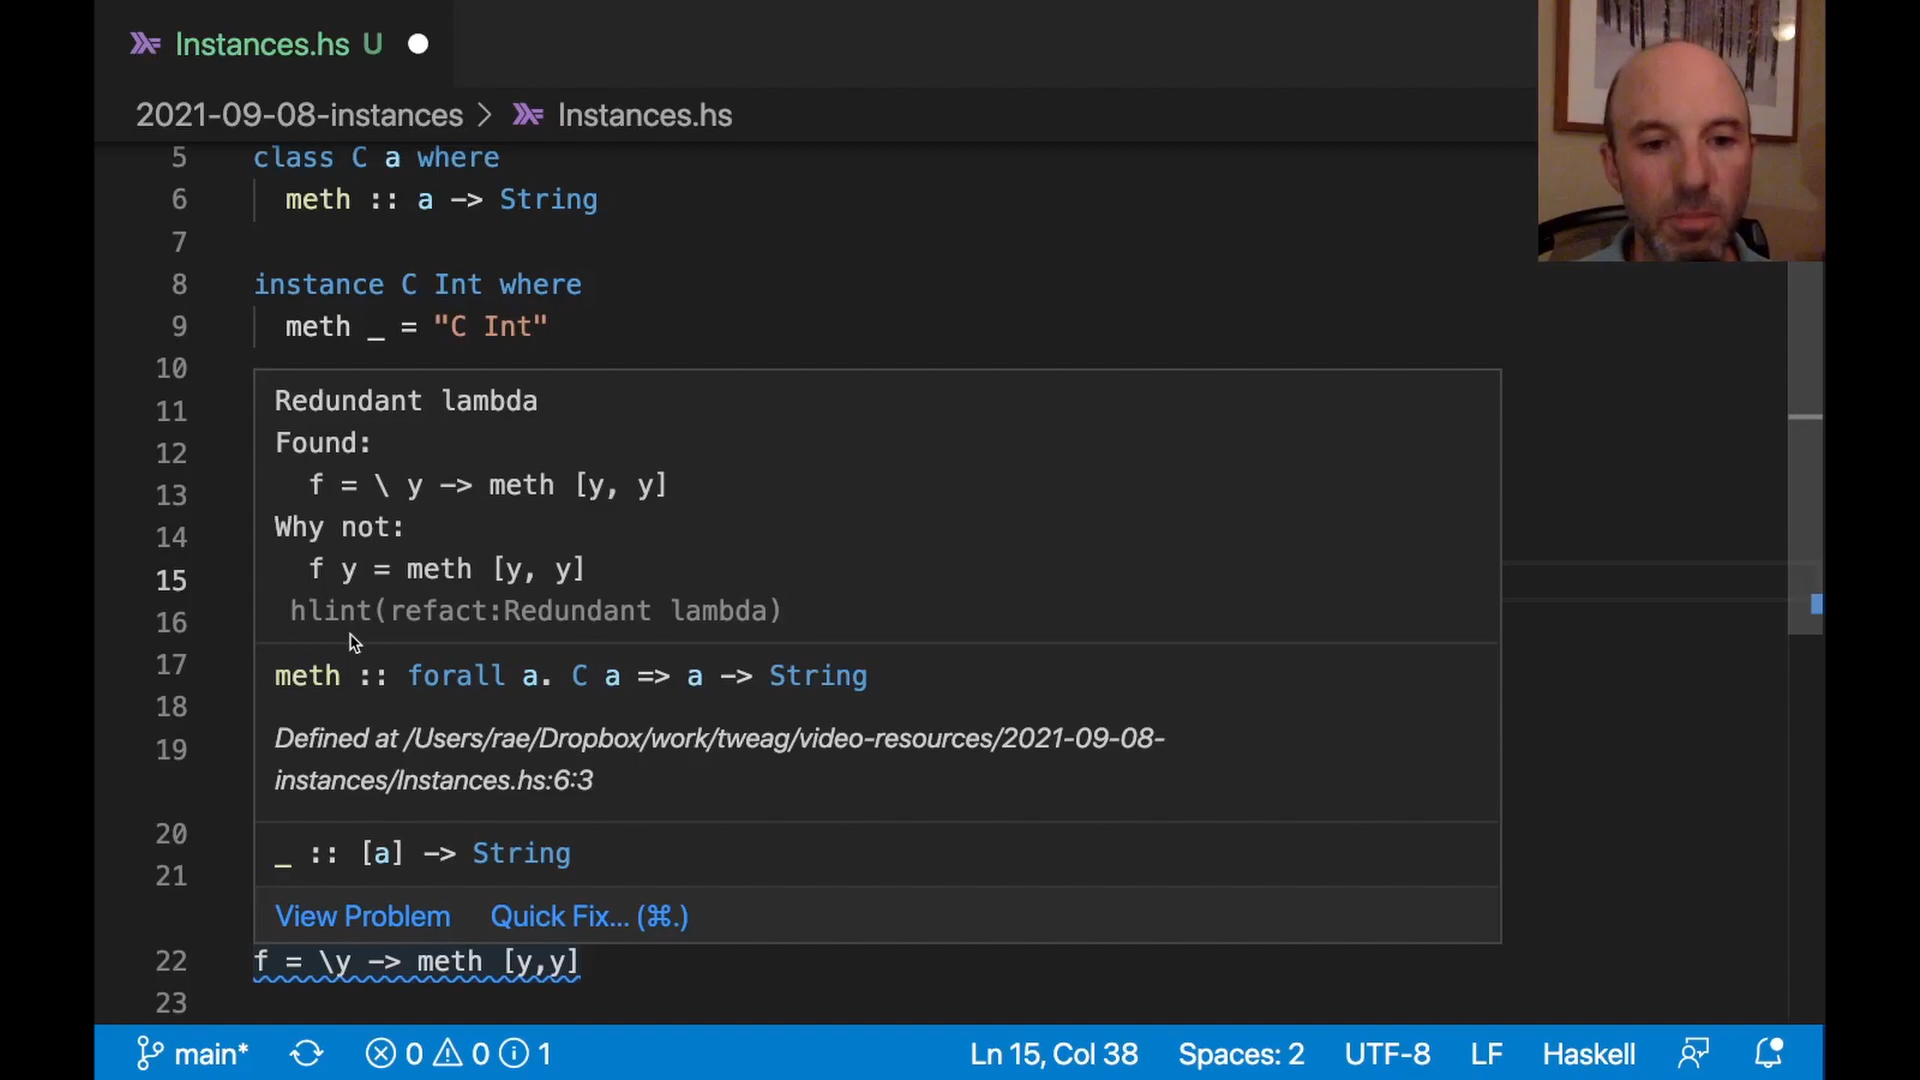 Instances.hs U
2021-09-08-instances > Instances.hs
5 class C a where
6 meth :: a -> String
7
8 instance C Int where
9 meth _ = "C Int"
10
11
12
13
14
15
16
17
18
19
20
21
Redundant lambda
Found:
f = \ y -> meth [y, y]
Why not:
f y = meth [y, y]
hlint(refact:Redundant lambda)
meth :: forall a. C a => a -> String
Defined at /Users/rae/Dropbox/work/tweag/video-resources/2021-09-08-
instances/Instances.hs:6:3
_ :: [a] -> String
View Problem Quick Fix... (⌘.)
22 f = \y -> meth [y,y]
23
main* 0 0 1 Ln 15, Col 38 Spaces: 2 UTF-8 LF Haskell